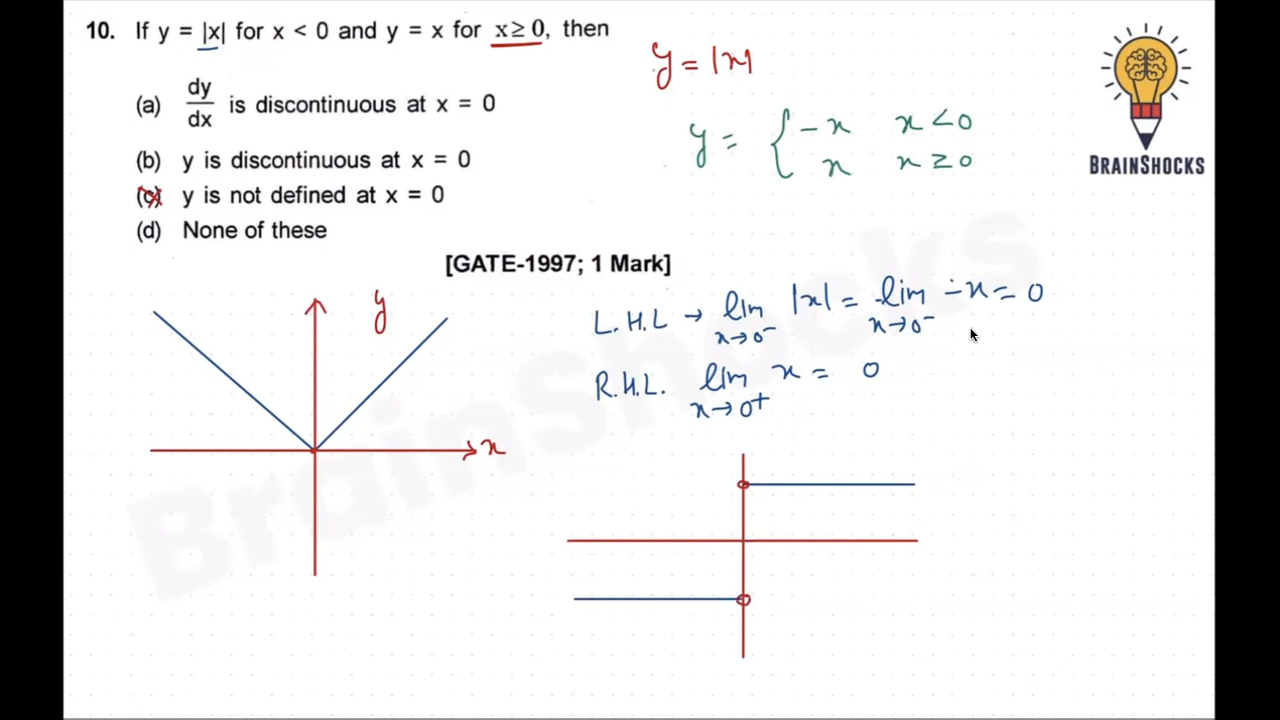 10. If y = |x| for x < 0 and y = x for x ≥ 0, then
(a) dy/dx is discontinuous at x = 0
(b) y is discontinuous at x = 0
(c) y is not defined at x = 0
(d) None of these
[GATE-1997; 1 Mark]
y = |x|
y = { -x x < 0
x x ≥ 0
BRAINSHOCKS
L.H.L → lim x→0⁻ |x| = lim x→0⁻ -x = 0
R.H.L. lim x→0⁺ x = 0
y
x
BrainShocks